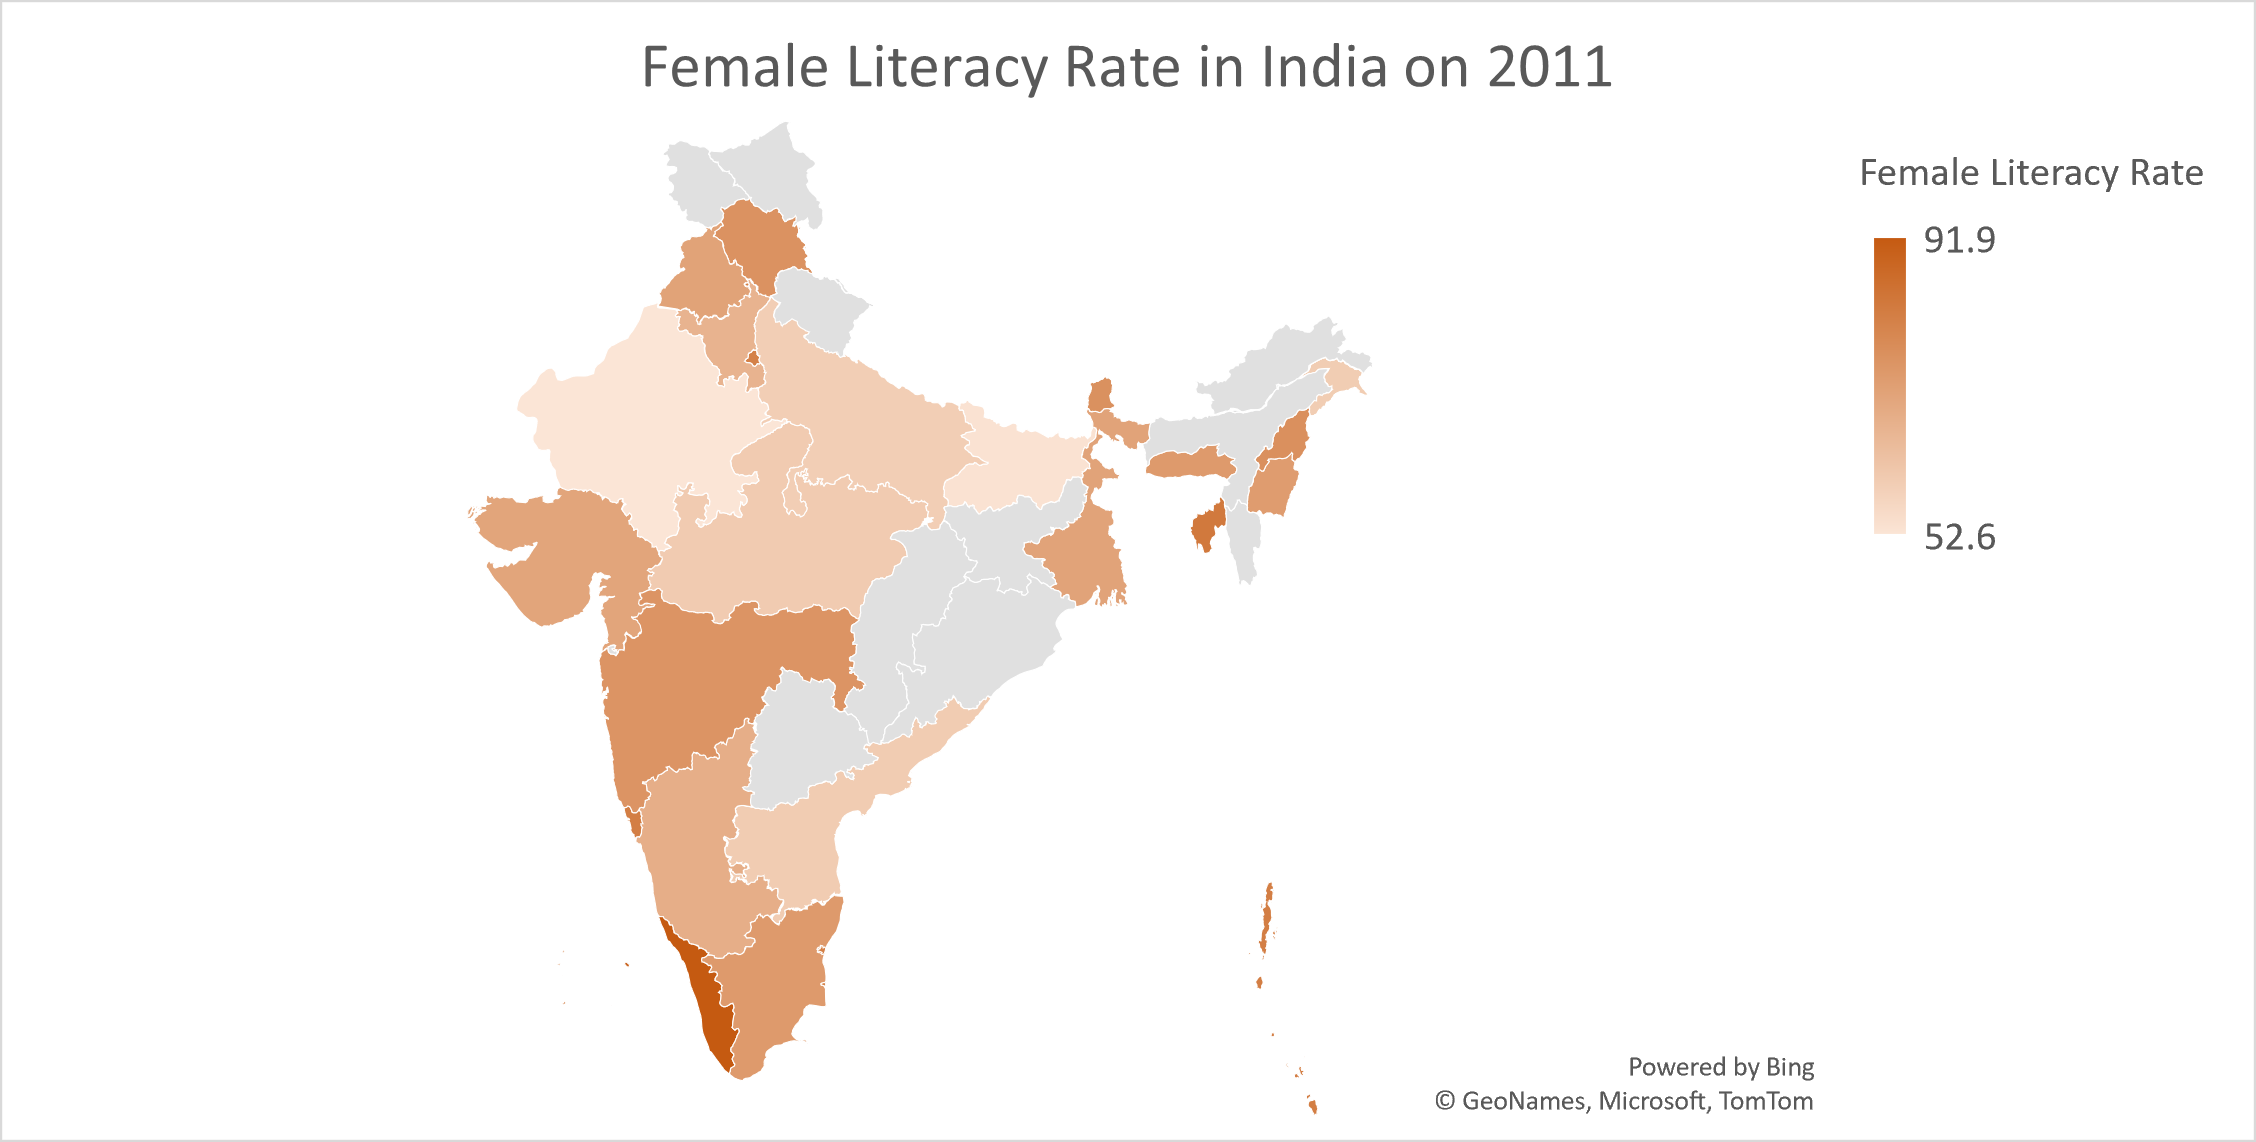 Female Literacy Rate in India on 2011
Female Literacy Rate
91.9
52.6
Powered by Bing
© GeoNames, Microsoft, TomTom